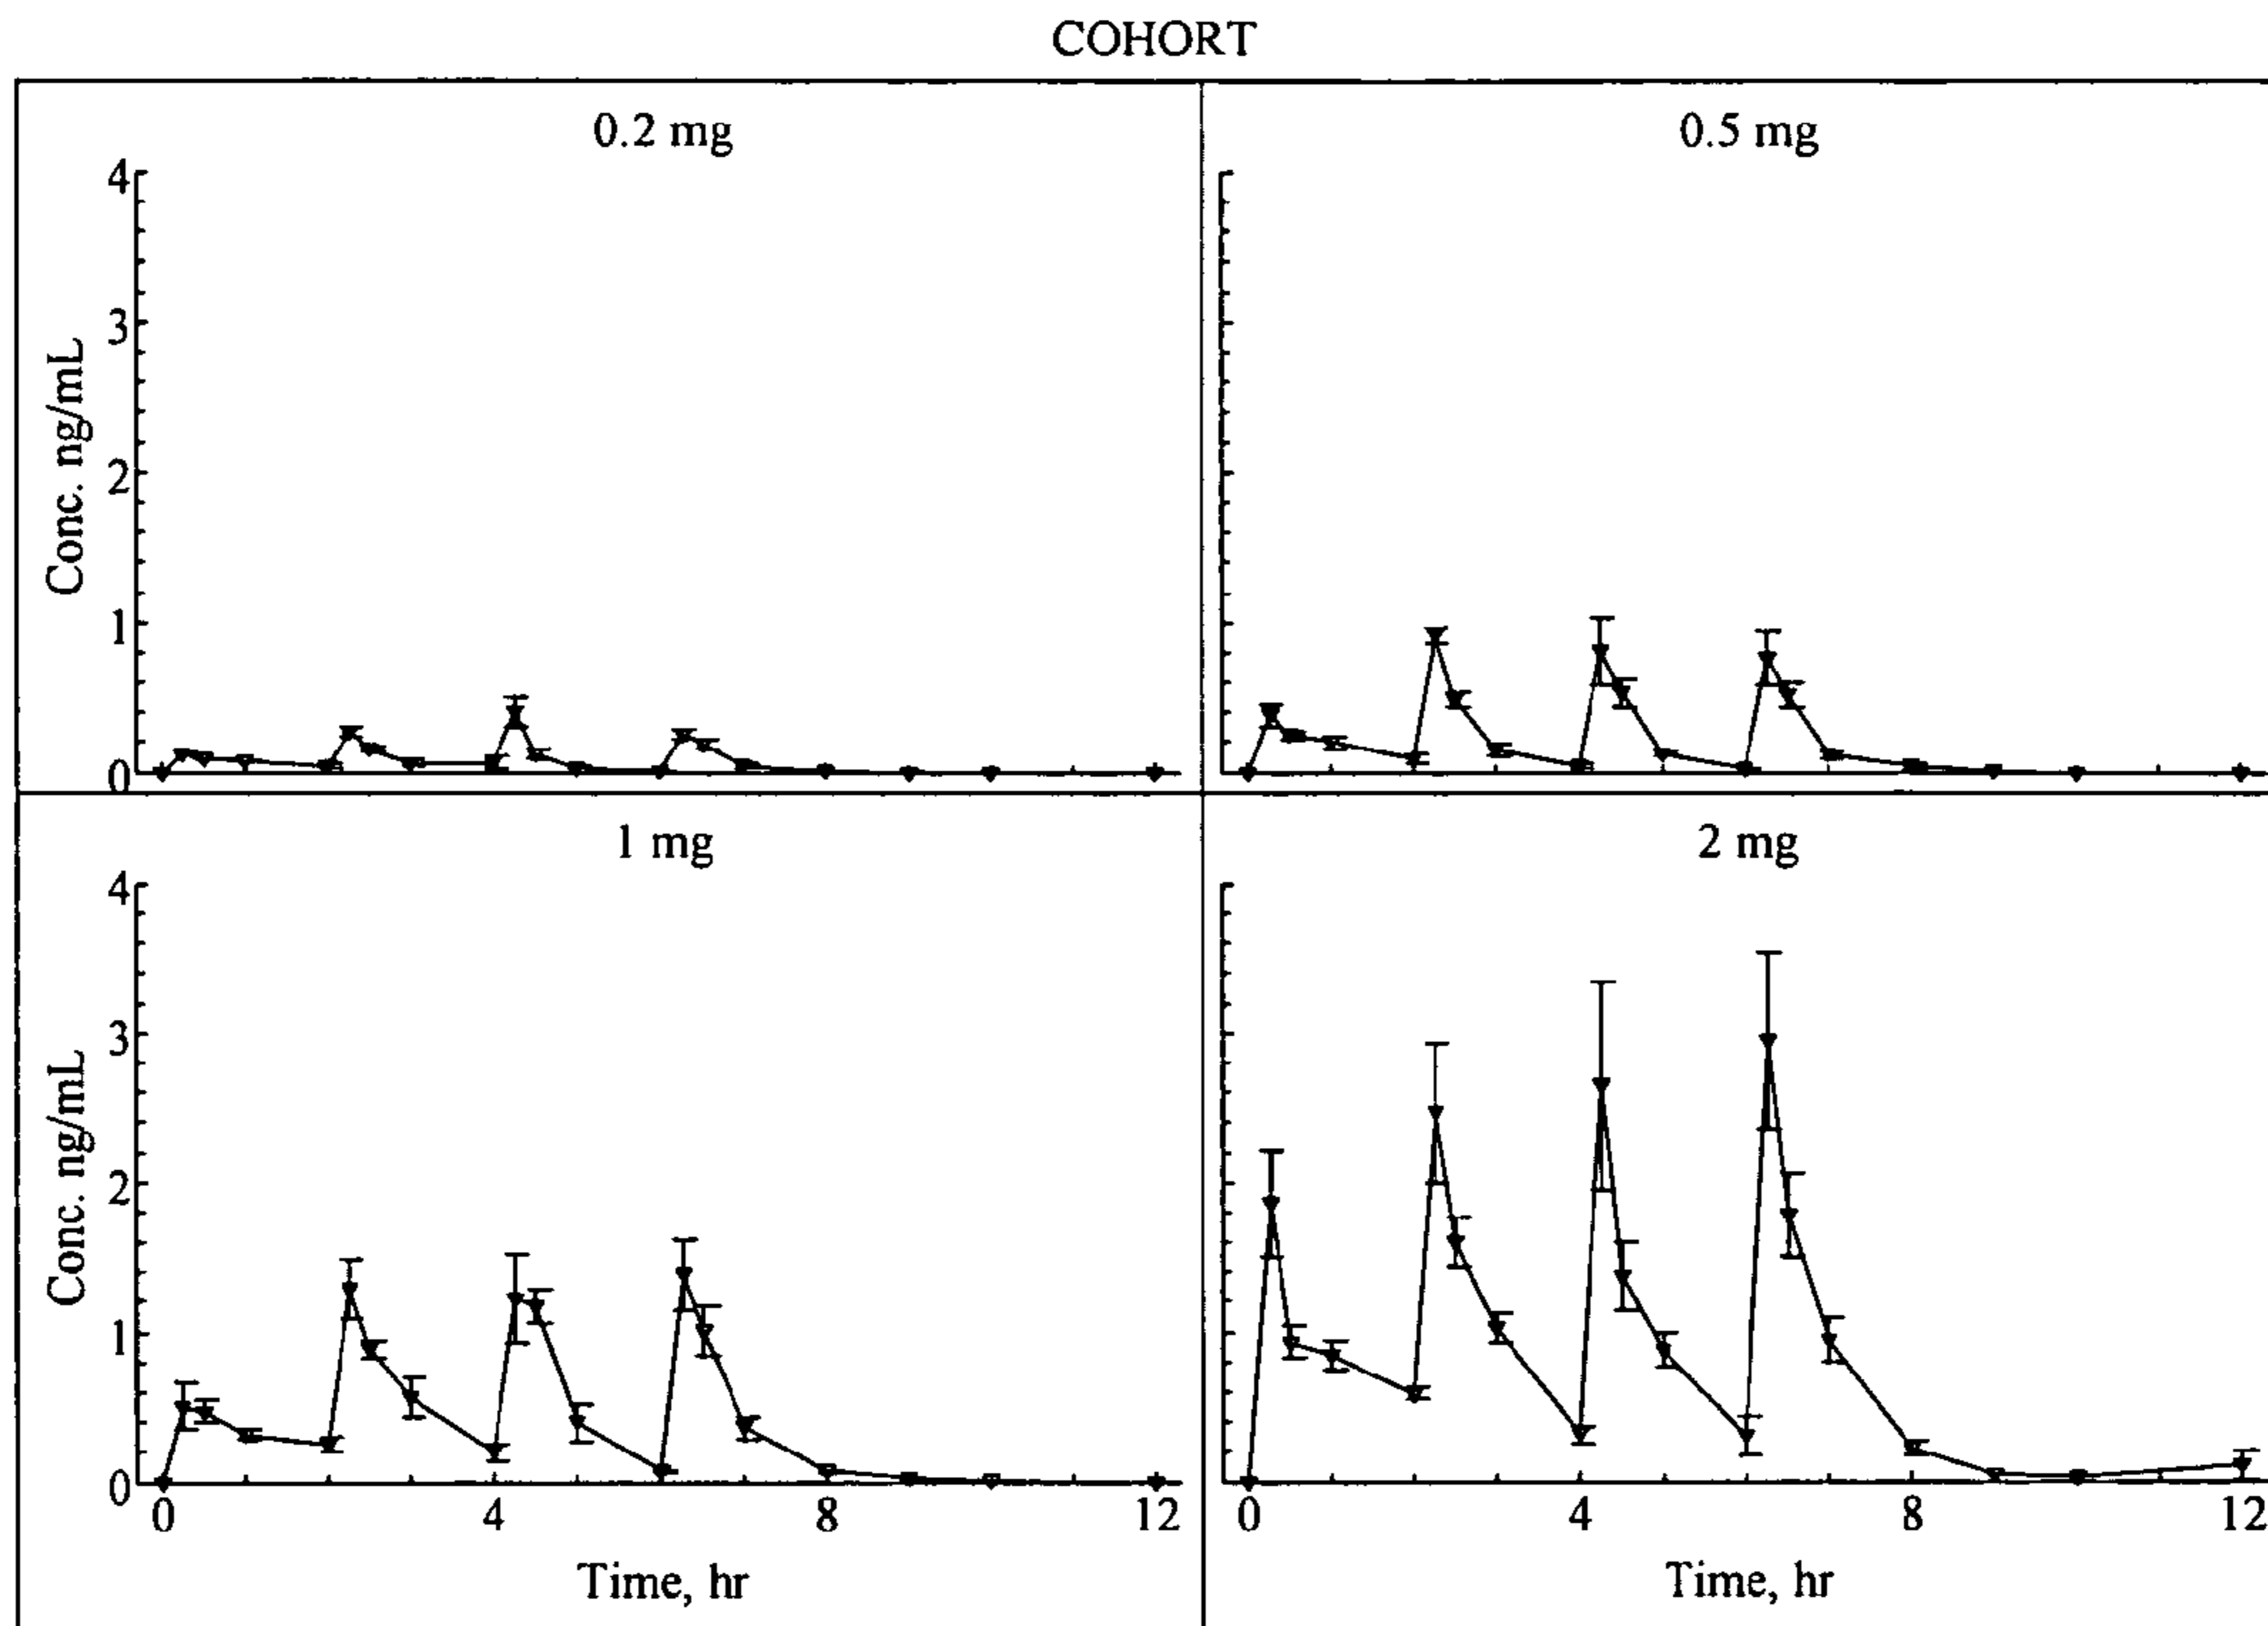 COHORT
0.2 mg
0.5 mg
4
3
2
1
0
Conc. ng/mL
1 mg
2 mg
4
3
2
1
0
Conc. ng/mL
0 4 8 12
0 4 8 12
Time, hr
Time, hr